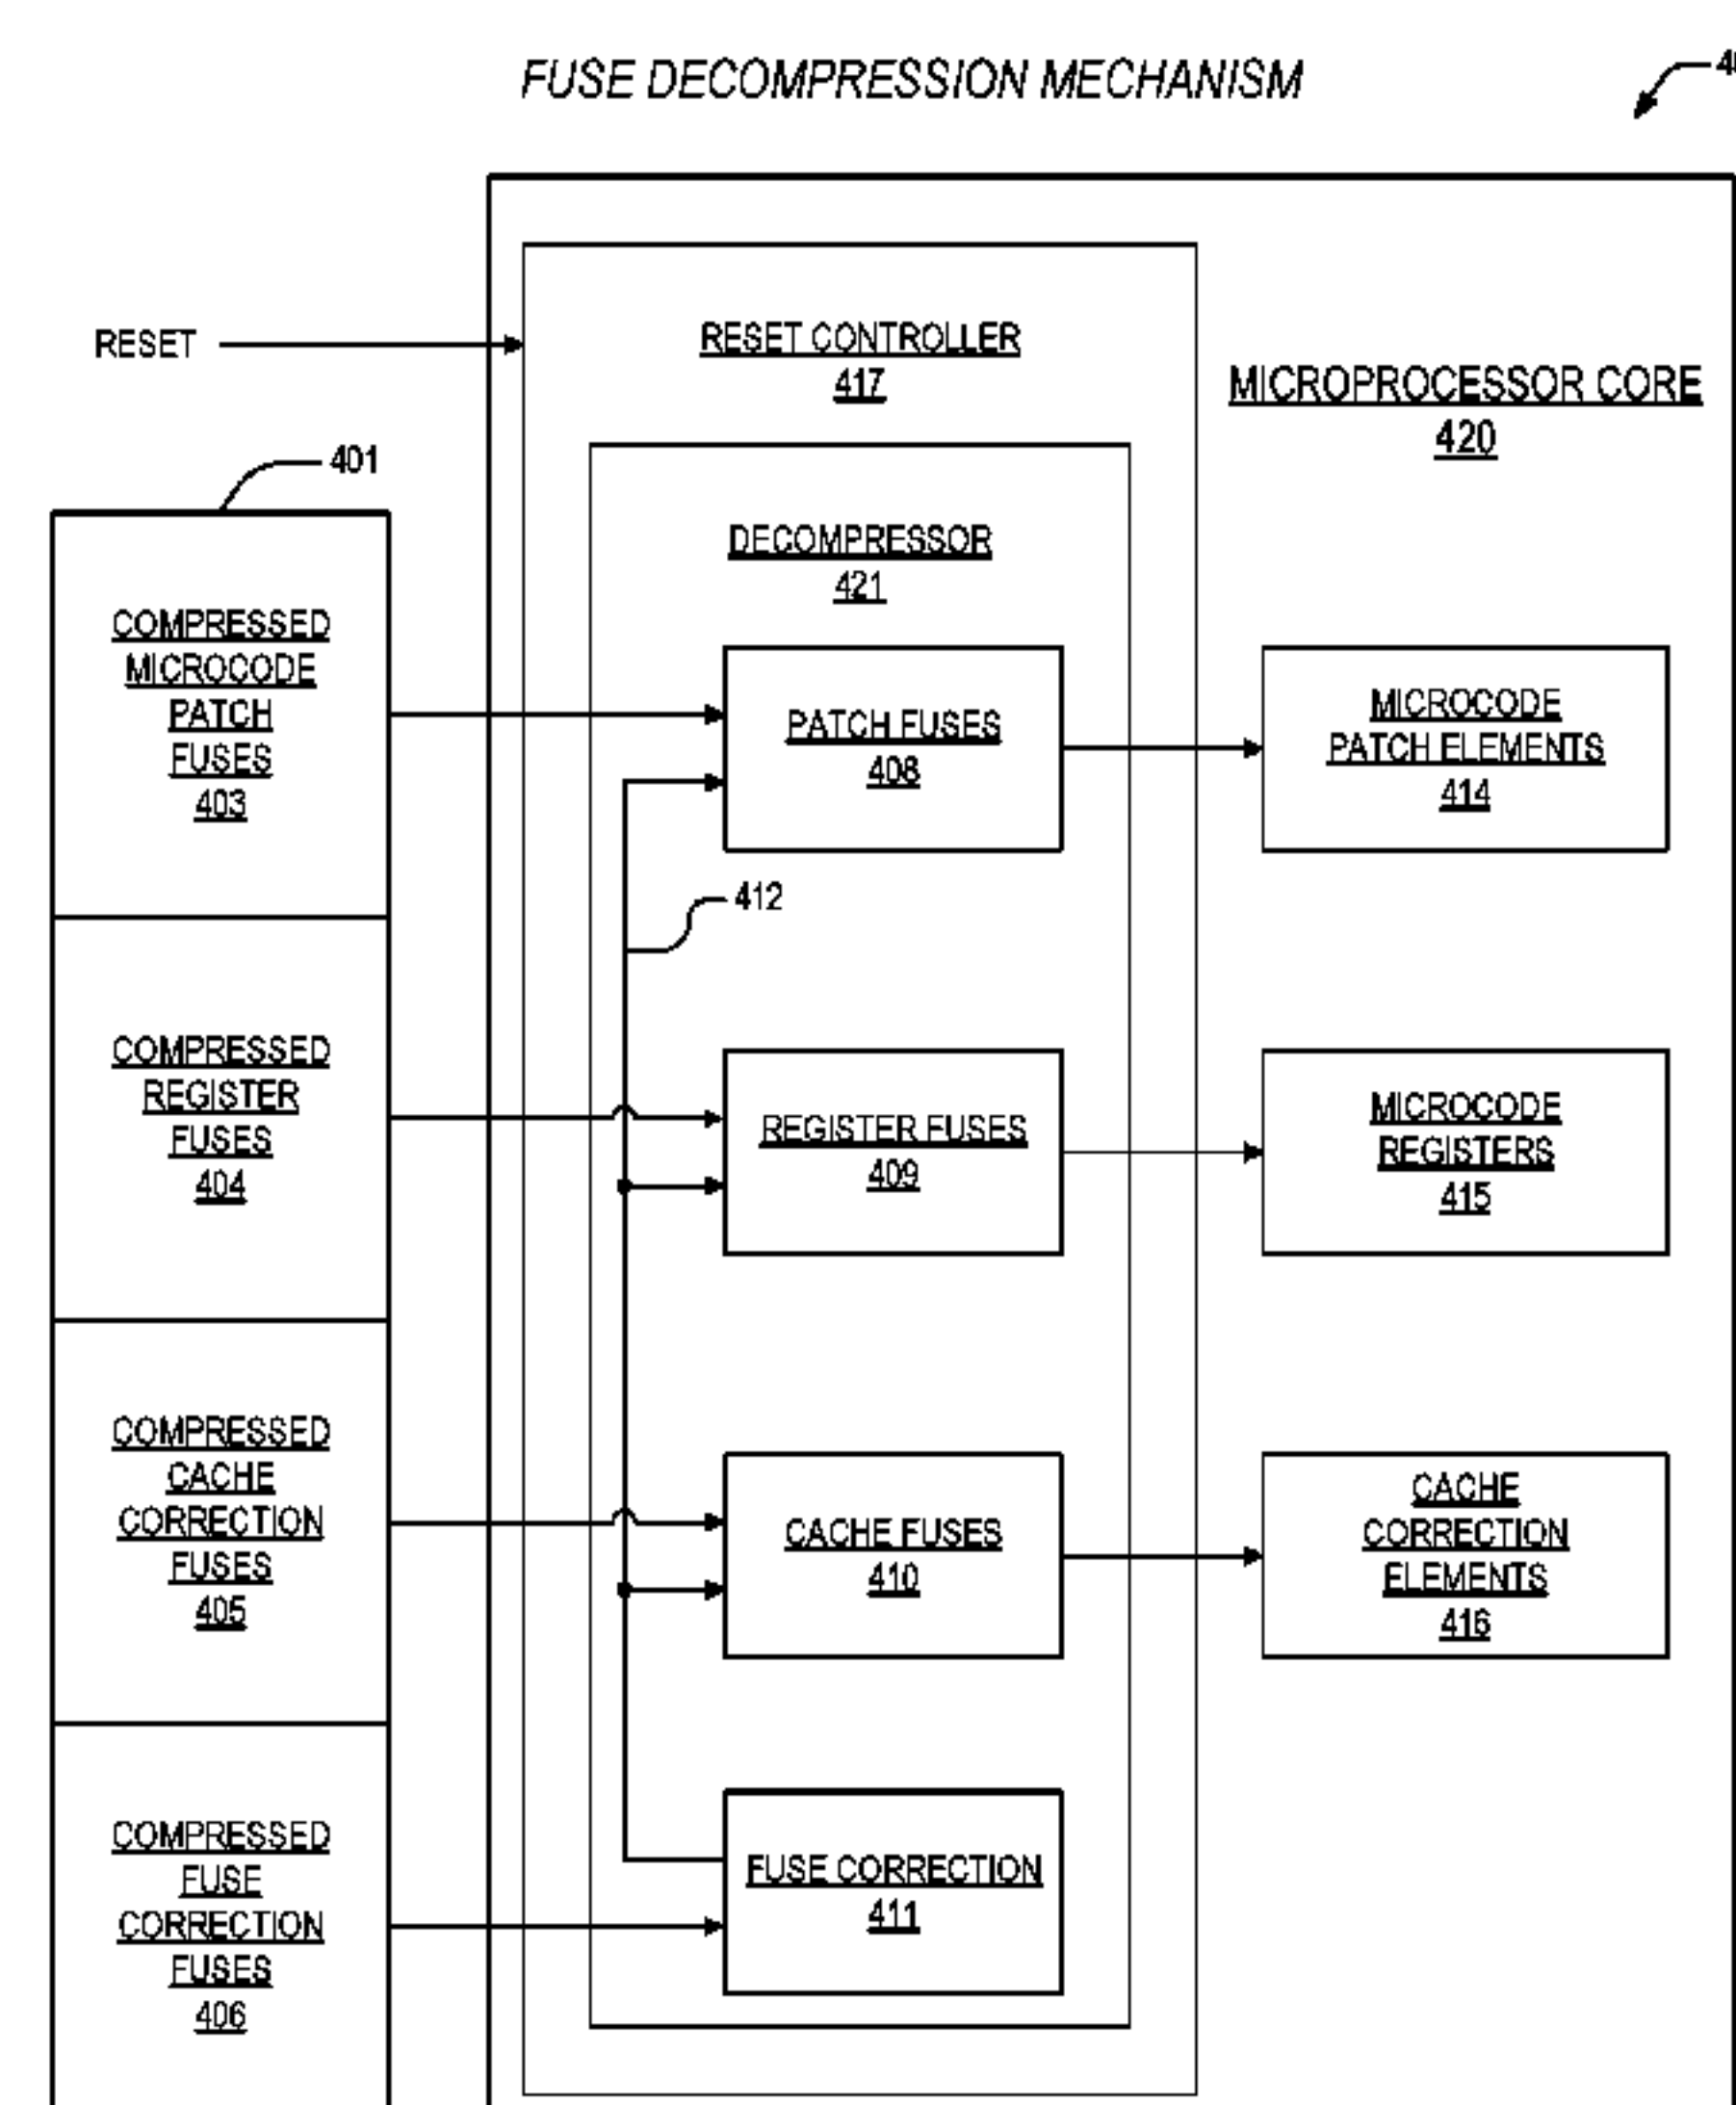 FUSE DECOMPRESSION MECHANISM
RESET
RESET CONTROLLER
417
MICROPROCESSOR CORE
420
401
DECOMPRESSOR
421
COMPRESSED
MICROCODE
PATCH
FUSES
403
PATCH FUSES
408
MICROCODE
PATCH ELEMENTS
414
412
COMPRESSED
REGISTER
FUSES
404
REGISTER FUSES
409
MICROCODE
REGISTERS
415
COMPRESSED
CACHE
CORRECTION
FUSES
405
CACHE FUSES
410
CACHE
CORRECTION
ELEMENTS
416
COMPRESSED
FUSE
CORRECTION
FUSES
406
FUSE CORRECTION
411